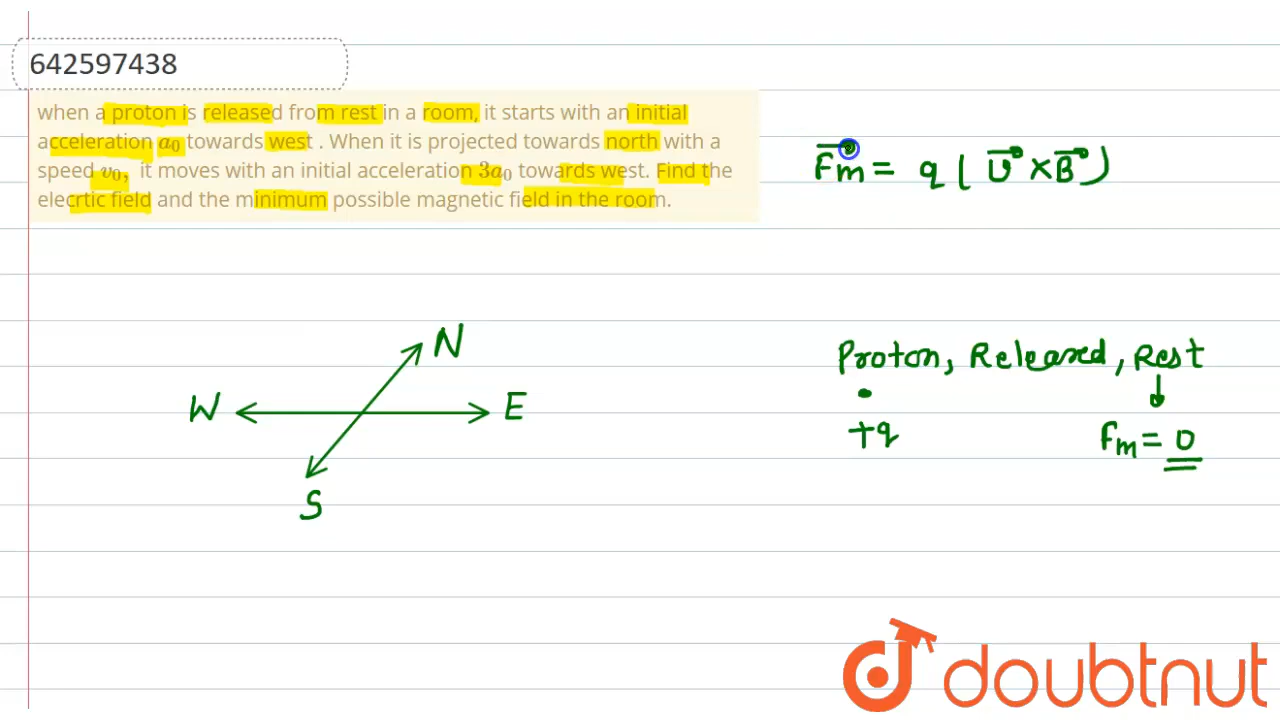 642597438
when a proton is released from rest in a room, it starts with an initial
acceleration a₀ towards west . When it is projected towards north with a
speed v₀, it moves with an initial acceleration 3a₀ towards west. Find the
elecrtic field and the minimum possible magnetic field in the room.
Fm = q ( v × B )
N
W
E
S
Proton, Released, Rest
+q
Fm = 0
doubtnut